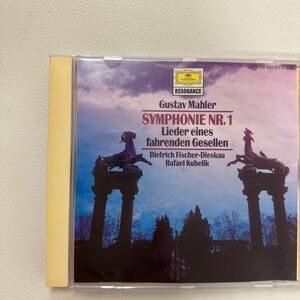 RESONANCE
Gustav Mahler
SYMPHONIE NR.1
Lieder eines
fahrenden Gesellen
Dietrich Fischer-Dieskau
Rafael Kubelik